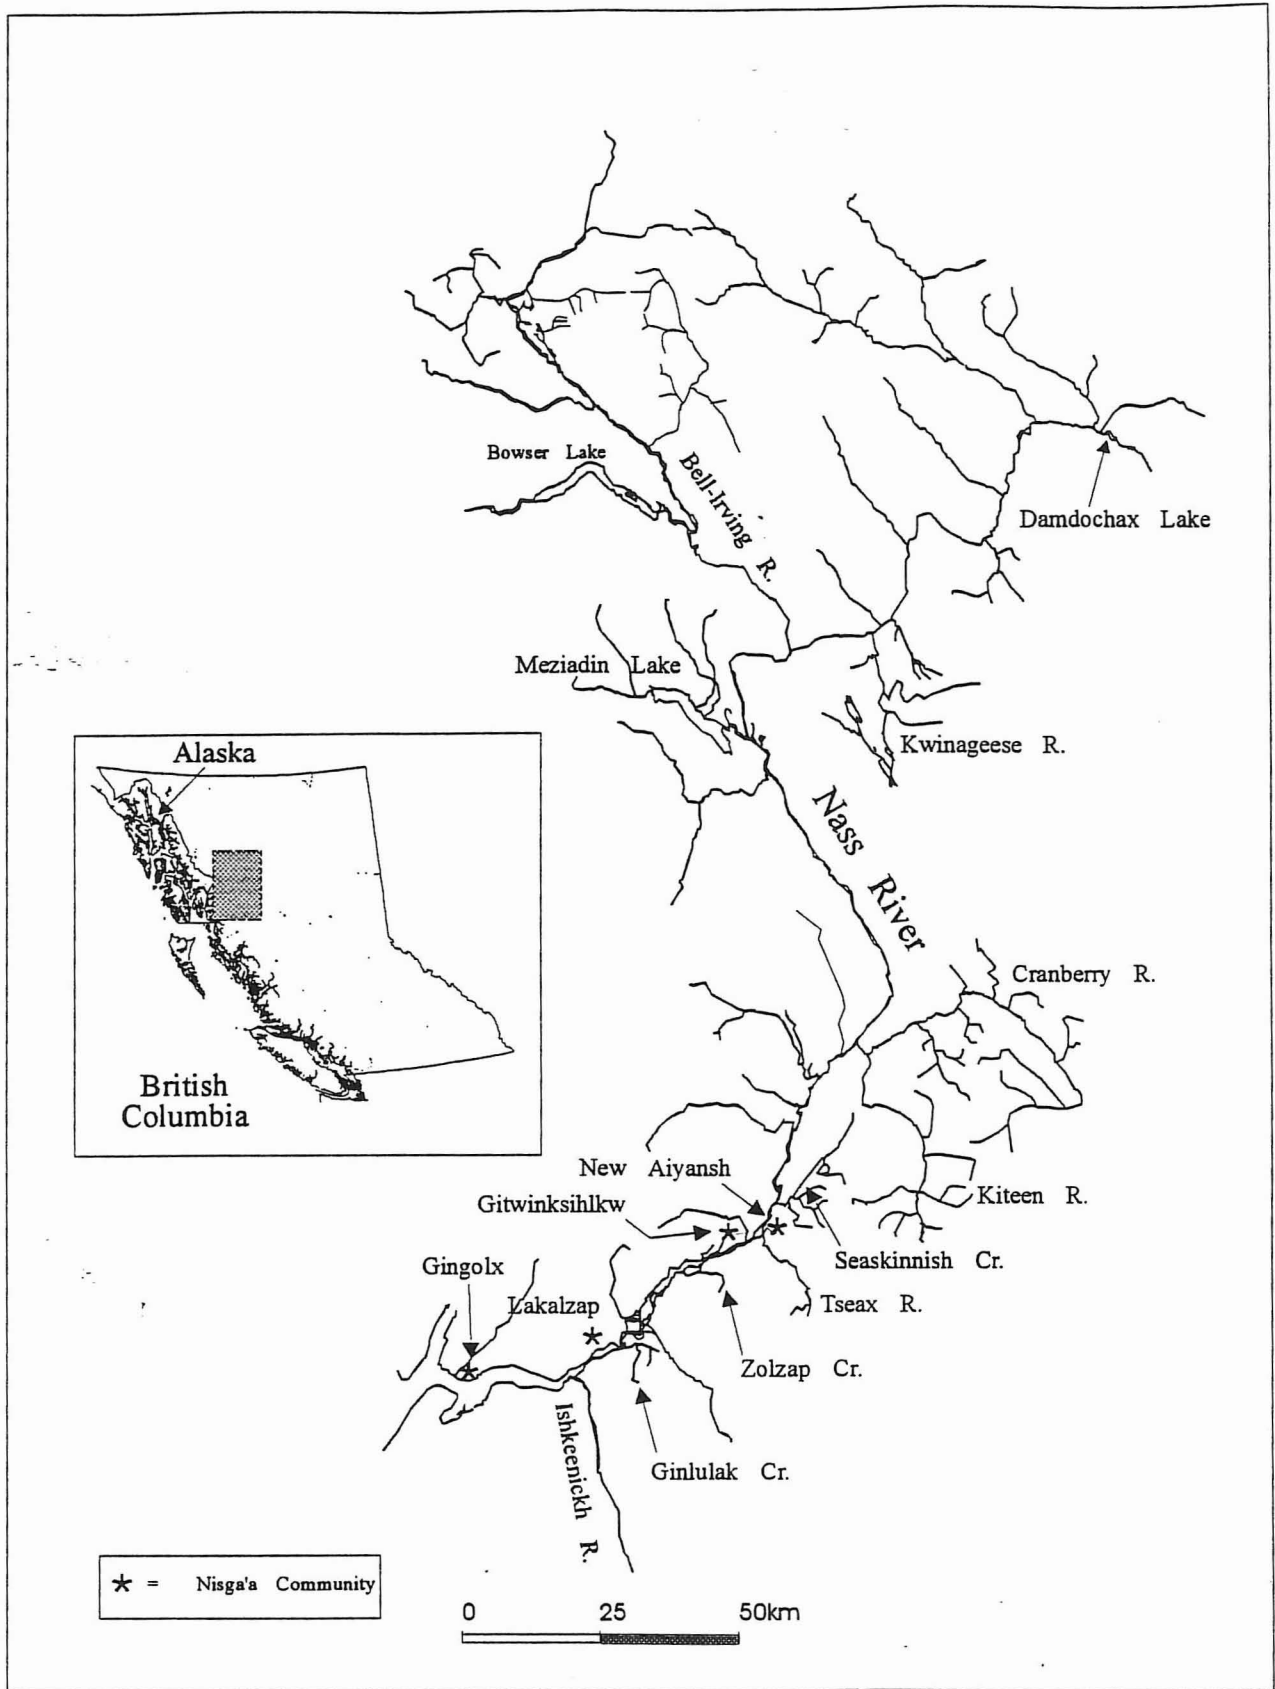 Bowser Lake
Bell-Irving R.
Damdochax Lake
Meziadin Lake
Kwinageese R.
Alaska
Nass River
Cranberry R.
British
Columbia
New Aiyansh
Gitwinksihlkw
Kiteen R.
Gingolx
Seaskinnish Cr.
Lakalzap
Tseax R.
Zolzap Cr.
Ishkeenickh R.
Ginlulak Cr.
* = Nisga'a Community
0 25 50km